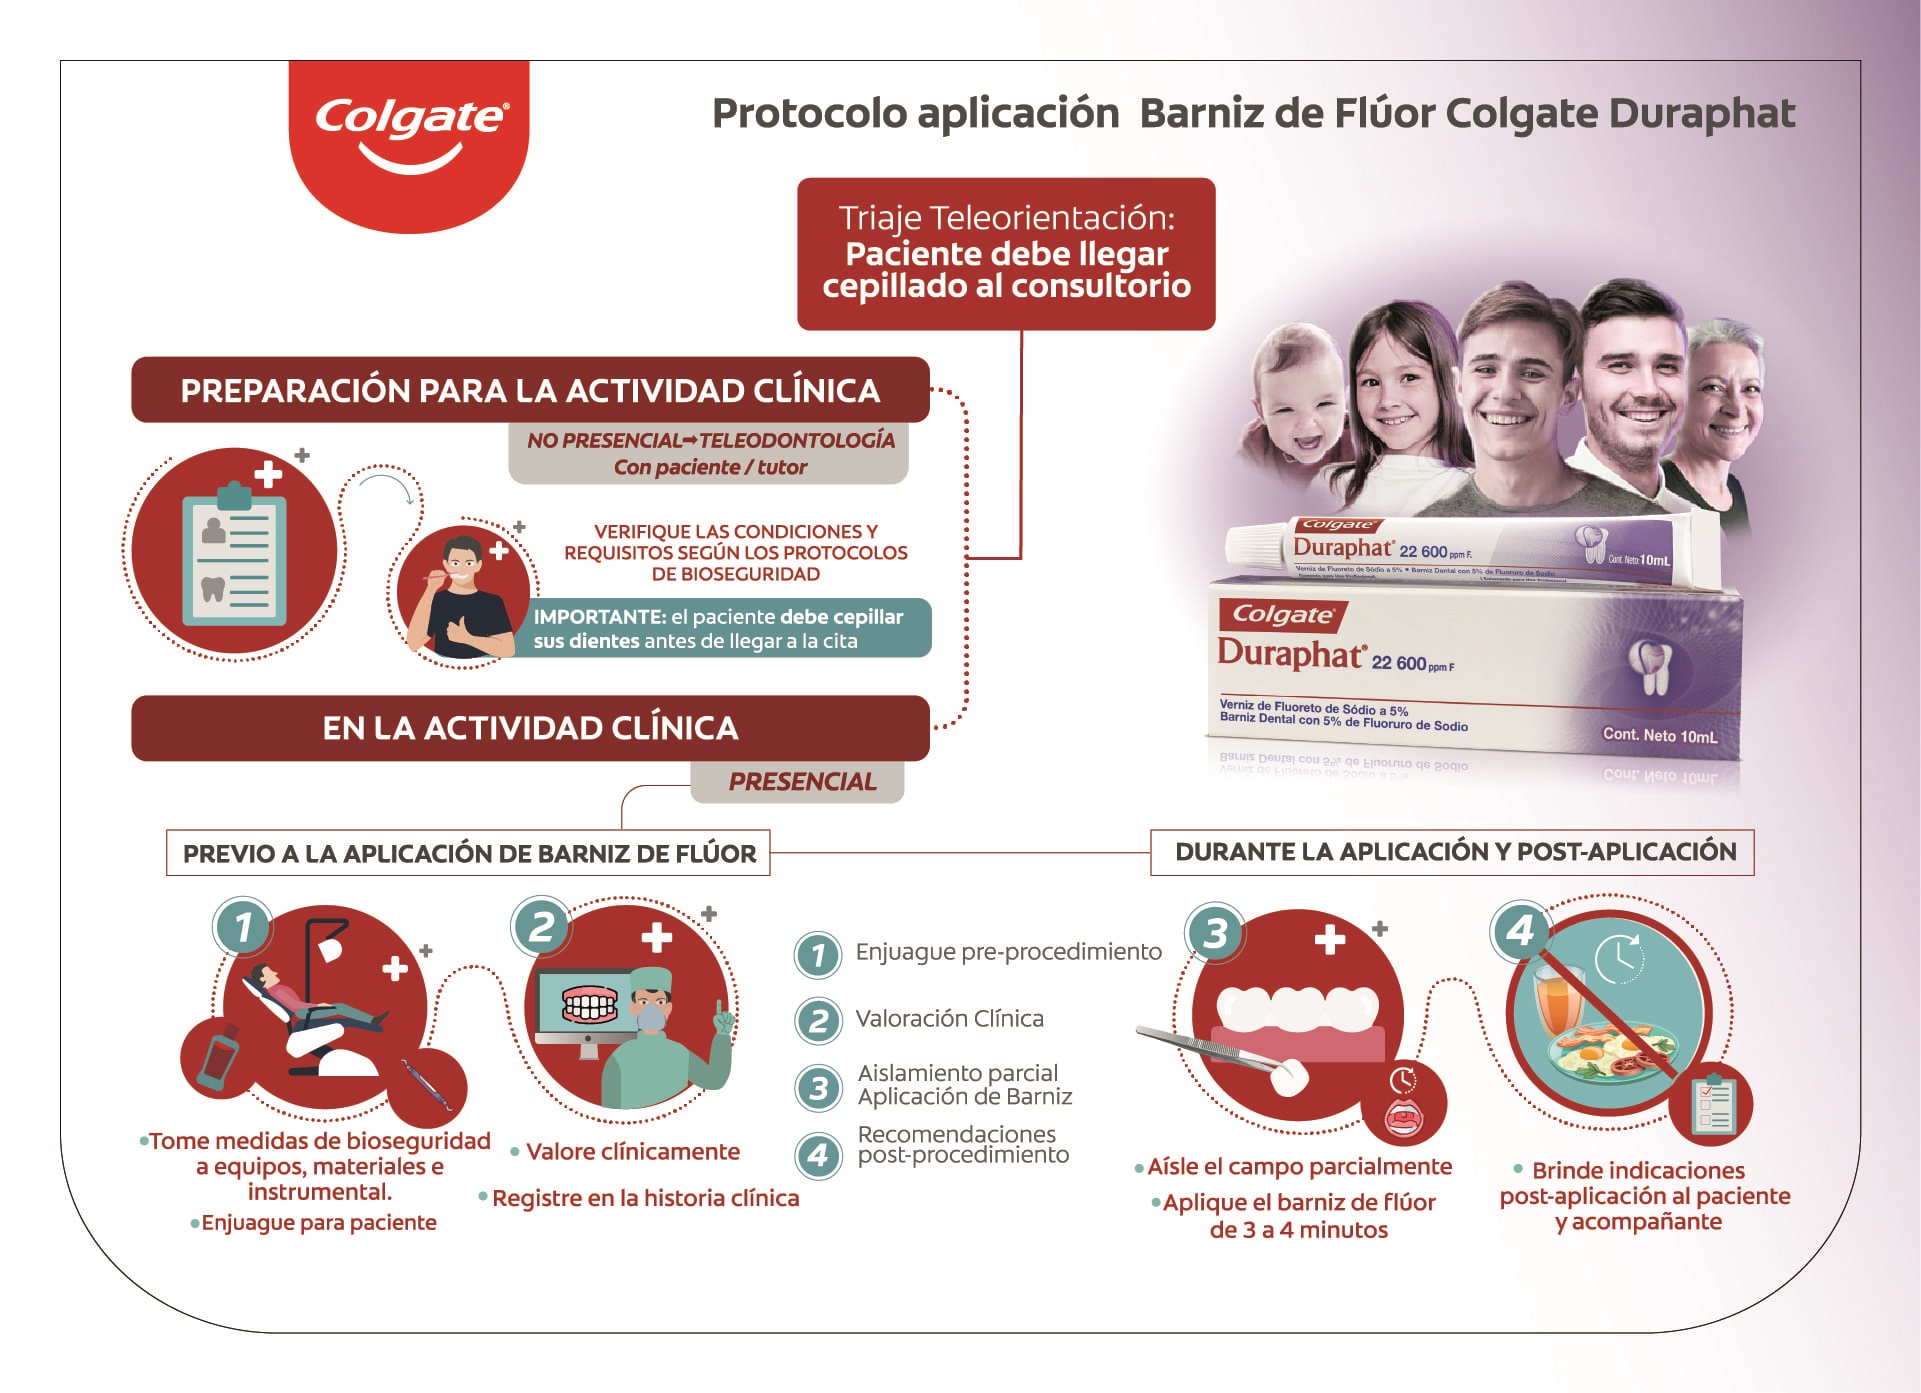 Colgate®
Protocolo aplicación Barniz de Flúor Colgate Duraphat
Triaje Teleorientación:
Paciente debe llegar
cepillado al consultorio
PREPARACIÓN PARA LA ACTIVIDAD CLÍNICA
NO PRESENCIAL➞TELEODONTOLOGÍA
Con paciente / tutor
VERIFIQUE LAS CONDICIONES Y
REQUISITOS SEGÚN LOS PROTOCOLOS
DE BIOSEGURIDAD
IMPORTANTE: el paciente debe cepillar
sus dientes antes de llegar a la cita
Colgate®
Duraphat® 22 600 ppm F.
Verniz de Fluoreto de Sódio a 5% • Barniz Dental con 5% de Fluoruro de Sodio
Cont. Neto 10mL
Colgate®
Duraphat® 22 600 ppm F
Verniz de Fluoreto de Sódio a 5%
Barniz Dental con 5% de Fluoruro de Sodio
Cont. Neto 10mL
EN LA ACTIVIDAD CLÍNICA
PRESENCIAL
PREVIO A LA APLICACIÓN DE BARNIZ DE FLÚOR
1
•Tome medidas de bioseguridad
a equipos, materiales e
instrumental.
•Enjuague para paciente
2
• Valore clínicamente
• Registre en la historia clínica
1 Enjuague pre-procedimiento
2 Valoración Clínica
3 Aislamiento parcial
Aplicación de Barniz
4 Recomendaciones
post-procedimiento
DURANTE LA APLICACIÓN Y POST-APLICACIÓN
3
• Aísle el campo parcialmente
•Aplique el barniz de flúor
de 3 a 4 minutos
4
• Brinde indicaciones
post-aplicación al paciente
y acompañante